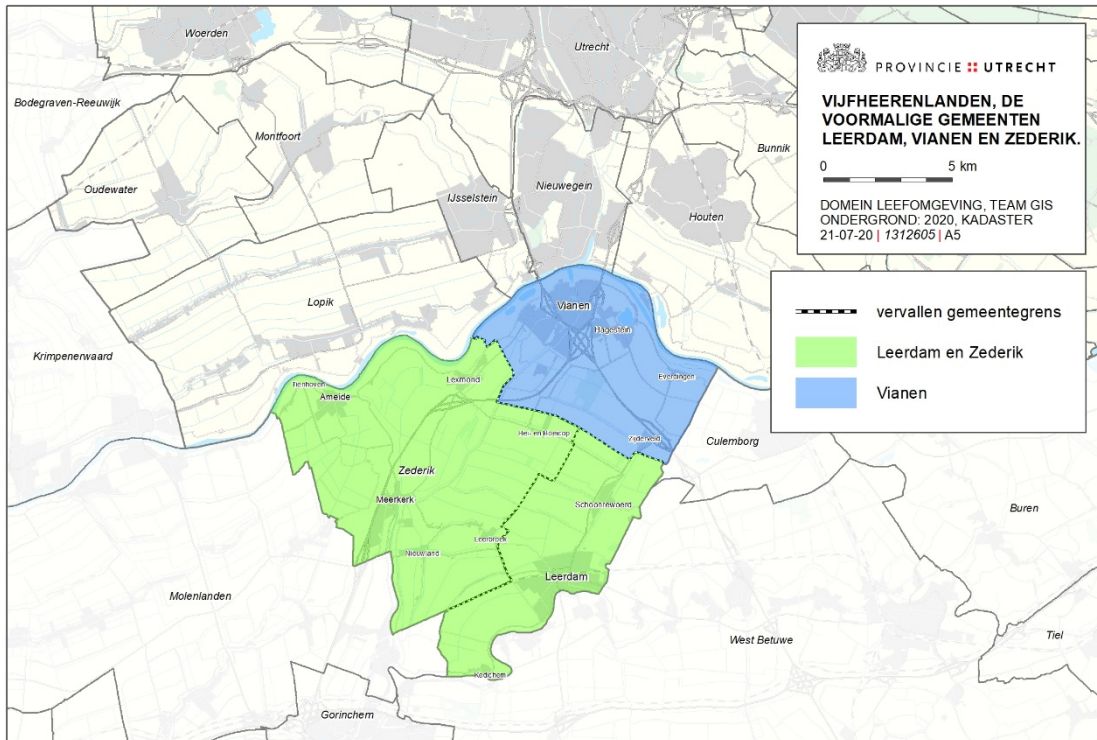 PROVINCIE UTRECHT
VIJFHEERENLANDEN, DE
VOORMALIGE GEMEENTEN
LEERDAM, VIANEN EN ZEDERIK.
0 5 km
DOMEIN LEEFOMGEVING, TEAM GIS
ONDERGROND: 2020, KADASTER
21-07-20 | 1312605 | A5
vervallen gemeentegrens
Leerdam en Zederik
Vianen
Woerden
Utrecht
Bodegraven-Reeuwijk
Montfoort
Bunnik
Oudewater
IJsselstein
Nieuwegein
Houten
Lopik
Vianen
Hagestein
Krimpenerwaard
Everdingen
Lexmond
Tienhoven
Ameide
Hei- en Boeicop
Zijderveld
Culemborg
Zederik
Meerkerk
Schoonrewoerd
Buren
Leerbroek
Nieuwland
Leerdam
Molenlanden
West Betuwe
Tiel
Kedichem
Gorinchem